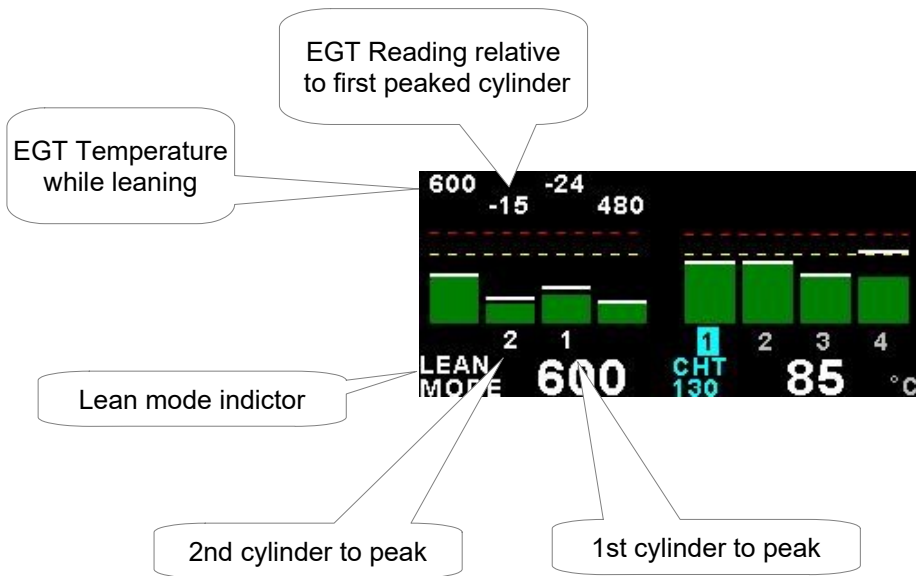 EGT Reading relative
to first peaked cylinder
EGT Temperature
while leaning
600 -24
-15 480
2 1
1 2 3 4
LEAN
MODE
600
CHT
130
85
°C
Lean mode indictor
2nd cylinder to peak
1st cylinder to peak